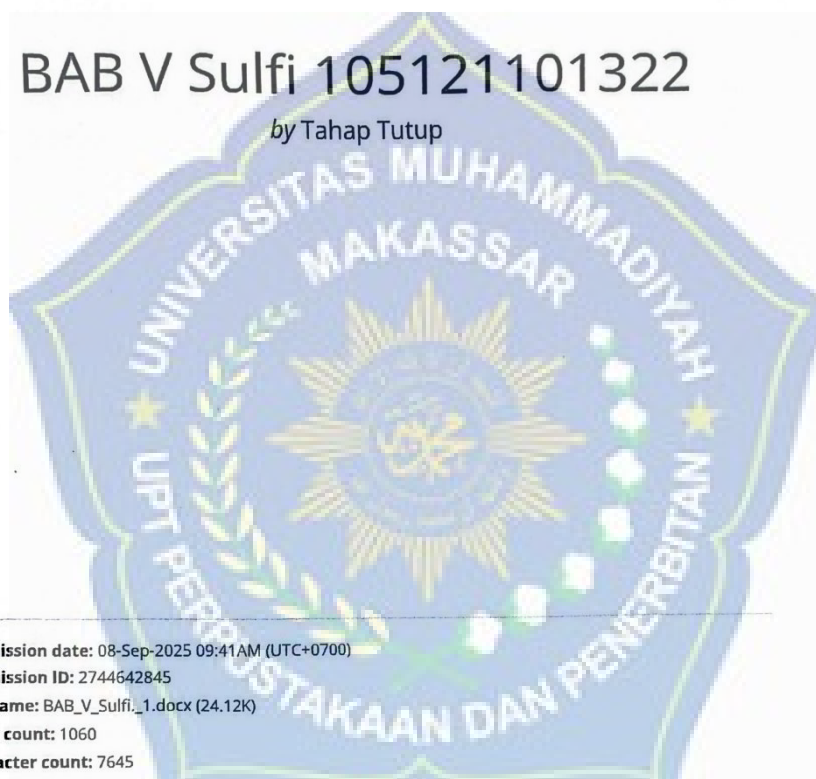 BAB V Sulfi 105121101322
by Tahap Tutup
UNIVERSITAS MUHAMMADIYAH
MAKASSAR
UPT PERPUSTAKAAN DAN PENERBITAN
ission date: 08-Sep-2025 09:41AM (UTC+0700)
ission ID: 2744642845
ame: BAB_V_Sulfi._1.docx (24.12K)
count: 1060
acter count: 7645